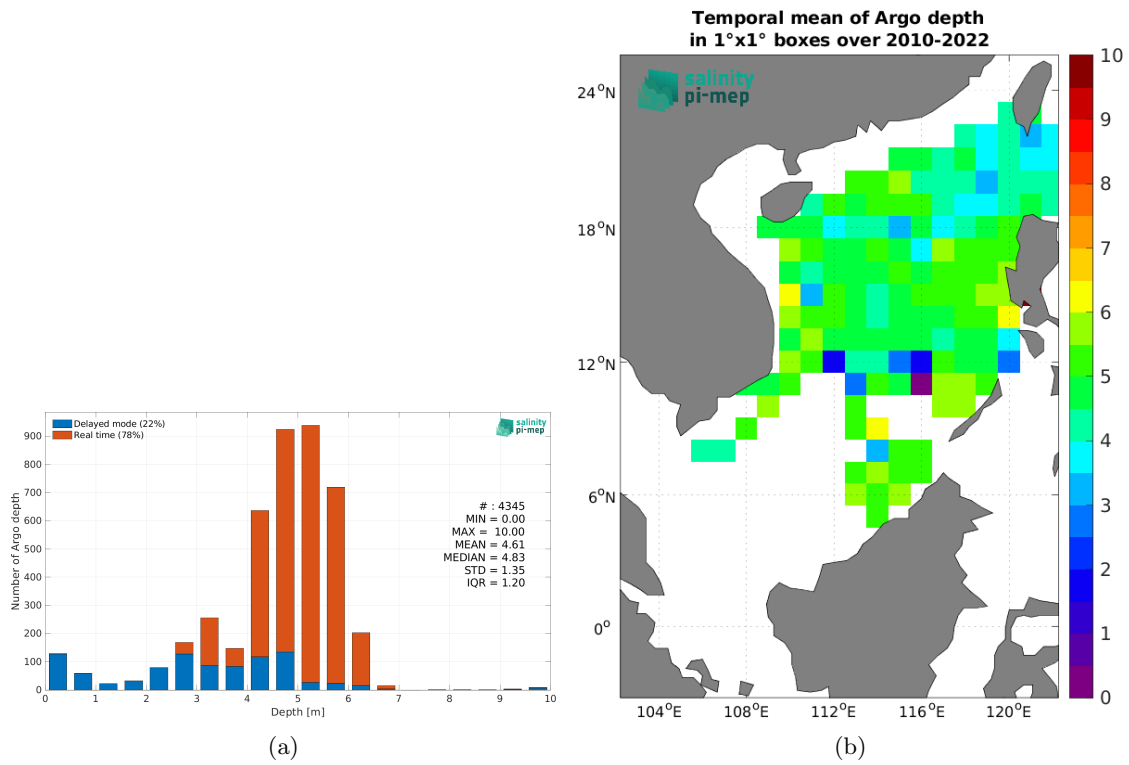 Temporal mean of Argo depth
in 1°x1° boxes over 2010-2022
salinity
pi-mep
24°N
18°N
12°N
6°N
0°
104°E
108°E
112°E
116°E
120°E
10
9
8
7
6
5
4
3
2
1
0
Delayed mode (22%)
Real time (78%)
salinity
pi-mep
# : 4345
MIN = 0.00
MAX = 10.00
MEAN = 4.61
MEDIAN = 4.83
STD = 1.35
IQR = 1.20
Number of Argo depth
900
800
700
600
500
400
300
200
100
0
0
1
2
3
4
5
6
7
8
9
10
Depth [m]
(a)
(b)